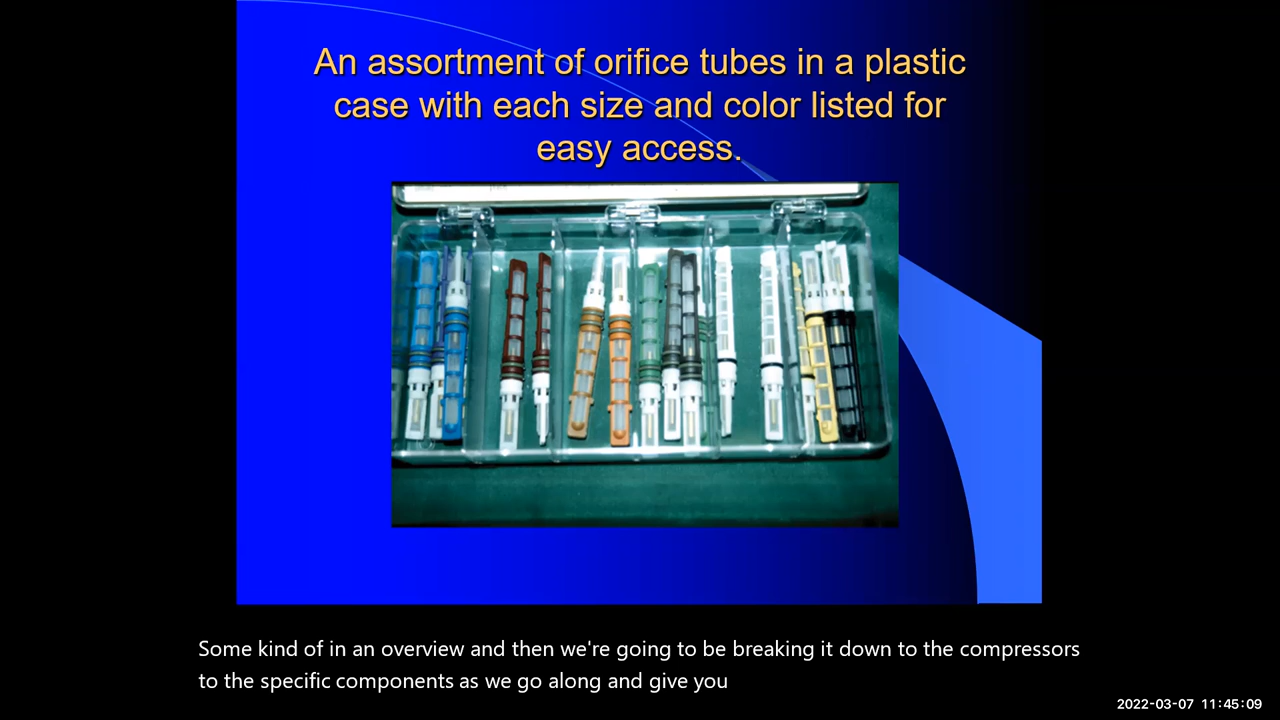 An assortment of orifice tubes in a plastic
case with each size and color listed for
easy access.
Some kind of in an overview and then we're going to be breaking it down to the compressors
to the specific components as we go along and give you
2022-03-07 11:45:09